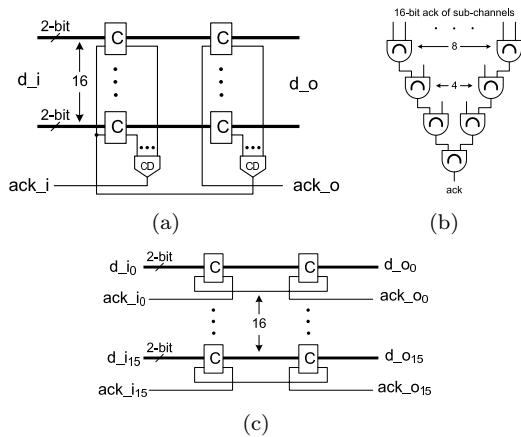 2-bit
C
C
d_i
16
d_o
2-bit
C
C
CD
CD
ack_i
ack_o
(a)
16-bit ack of sub-channels
8
4
ack
(b)
d_i0
2-bit
C
C
d_o0
ack_i0
ack_o0
16
d_i15
2-bit
C
C
d_o15
ack_i15
ack_o15
(c)